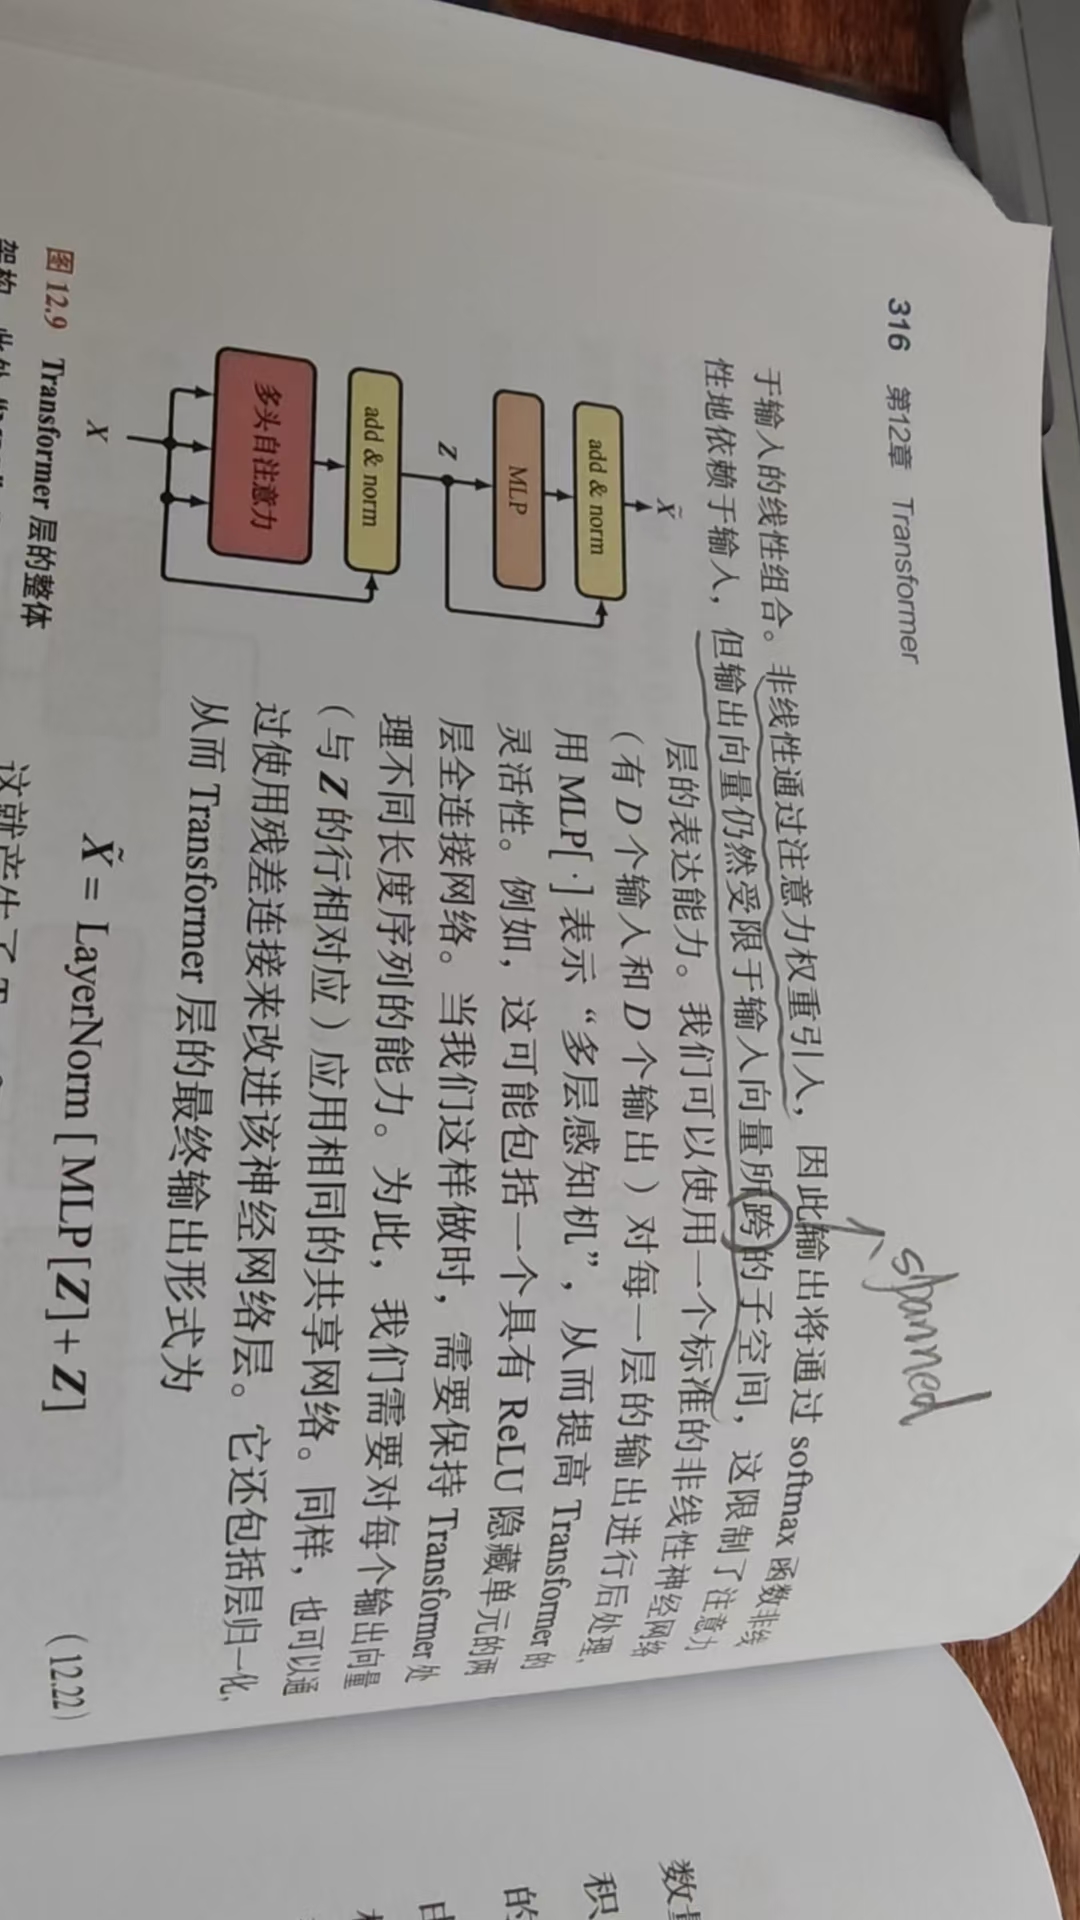 316 第12章 Transformer
spanned
于输入的线性组合。非线性通过注意力权重引入，因此输出将通过 softmax 函数非线
性地依赖于输入，但输出向量仍然受限于输入向量所跨的子空间，这限制了注意力
层的表达能力。我们可以使用一个标准的非线性神经网络
（有 D 个输入和 D 个输出）对每一层的输出进行后处理，
用 MLP[·] 表示“多层感知机”，从而提高 Transformer 的
灵活性。例如，这可能包括一个具有 ReLU 隐藏单元的两
层全连接网络。当我们这样做时，需要保持 Transformer 处
理不同长度序列的能力。为此，我们需要对每个输出向量
（与 Z 的行相对应）应用相同的共享网络。同样，也可以通
过使用残差连接来改进该神经网络层。它还包括层归一化，
从而 Transformer 层的最终输出形式为
X̃ = LayerNorm [ MLP [Z] + Z ] (12.22)
这就产生了
X̃
add & norm
MLP
Z
add & norm
多头自注意力
X
图 12.9 Transformer 层的整体
架构
数量
积
的